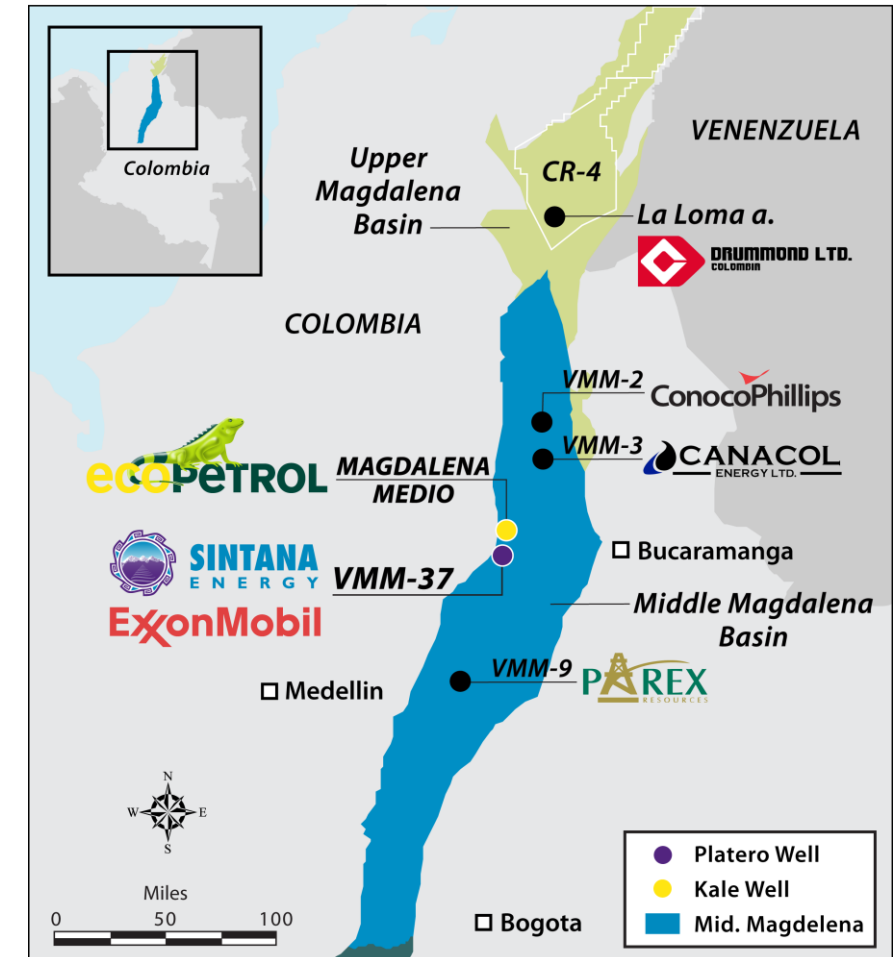 Colombia
VENENZUELA
Upper
Magdalena
Basin
CR-4
La Loma a.
DRUMMOND LTD.
COLOMBIA
COLOMBIA
VMM-2
ConocoPhillips
VMM-3
CANACOL
ENERGY LTD.
ecoPETROL
MAGDALENA
MEDIO
SINTANA
ENERGY
VMM-37
ExxonMobil
Bucaramanga
Middle Magdalena
Basin
VMM-9
PAREX
RESOURCES
Medellin
N
W
E
S
Miles
0 50 100
Bogota
Platero Well
Kale Well
Mid. Magdelena